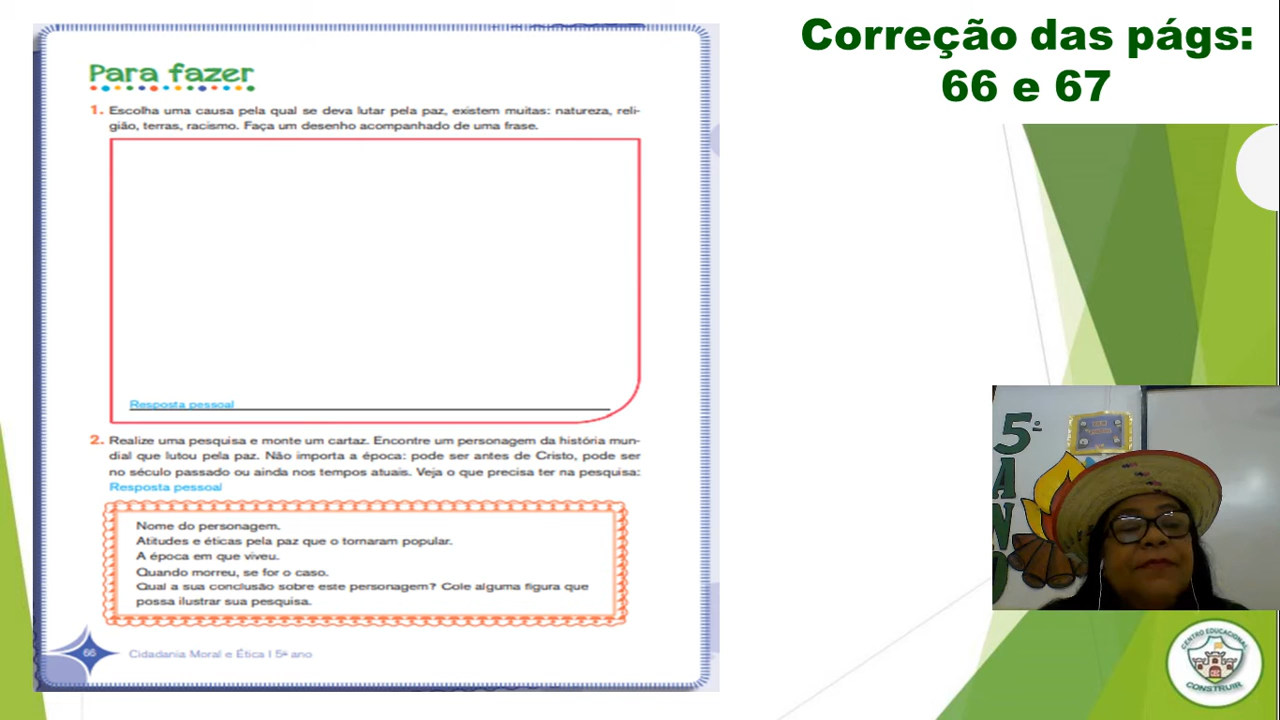 Correção das págs:
66 e 67
Para fazer
1. Escolha uma causa pela qual se deva lutar pela paz, existem muitas: natureza, reli-
gião, terras, racismo. Faça um desenho acompanhado de uma frase.
Resposta pessoal
2. Realize uma pesquisa e monte um cartaz. Encontre um personagem da história mun-
dial que lutou pela paz. Não importa a época: pode ser antes de Cristo, pode ser
no século passado ou ainda nos tempos atuais. Veja o que precisa ter na pesquisa:
Resposta pessoal
Nome do personagem.
Atitudes e éticas pela paz que o tornaram popular.
A época em que viveu.
Quando morreu, se for o caso.
Qual a sua conclusão sobre este personagem? Cole alguma figura que
possa ilustrar sua pesquisa.
66 Cidadania Moral e Ética I 5º ano
5º
A
N
CENTRO EDUCACIONAL
CONSTRUIR